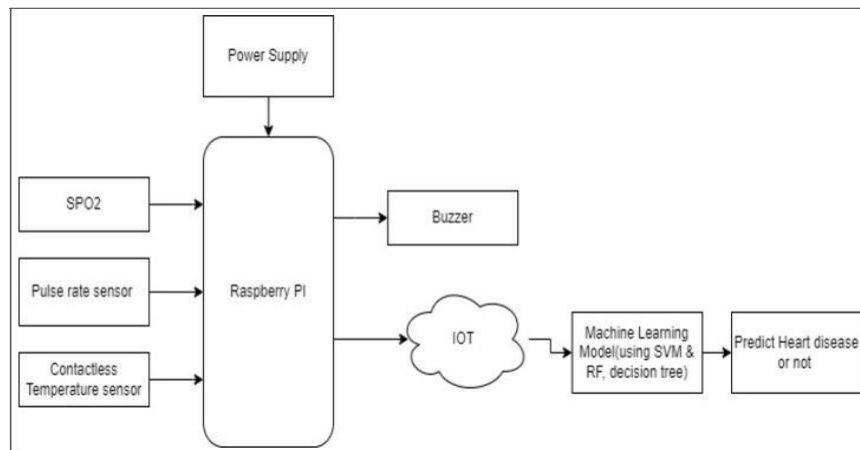 Power Supply
SPO2
Pulse rate sensor
Contactless
Temperature sensor
Raspberry PI
Buzzer
IOT
Machine Learning
Model(using SVM &
RF, decision tree)
Predict Heart disease
or not